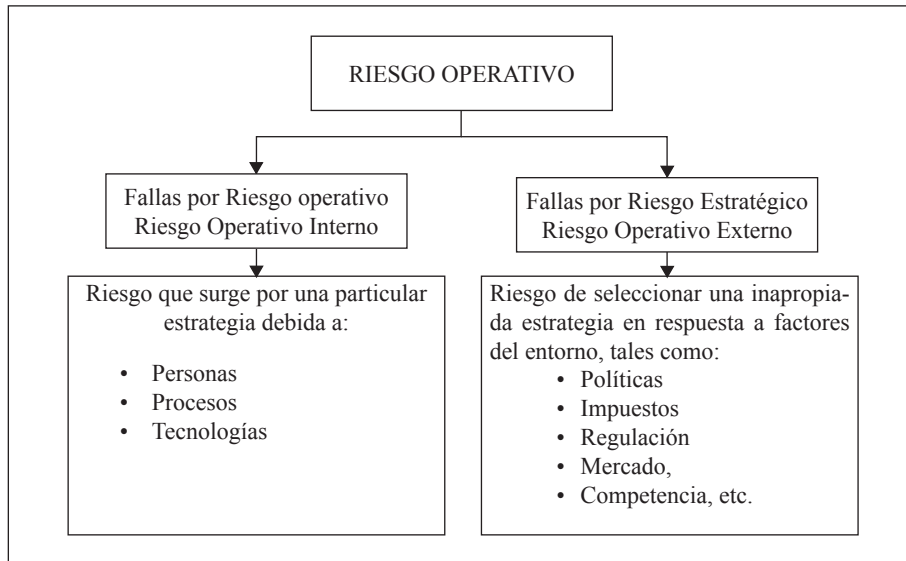 RIESGO OPERATIVO
Fallas por Riesgo operativo
Riesgo Operativo Interno
Fallas por Riesgo Estratégico
Riesgo Operativo Externo
Riesgo que surge por una particular
estrategia debida a:
• Personas
• Procesos
• Tecnologías
Riesgo de seleccionar una inapropia-
da estrategia en respuesta a factores
del entorno, tales como:
• Políticas
• Impuestos
• Regulación
• Mercado,
• Competencia, etc.